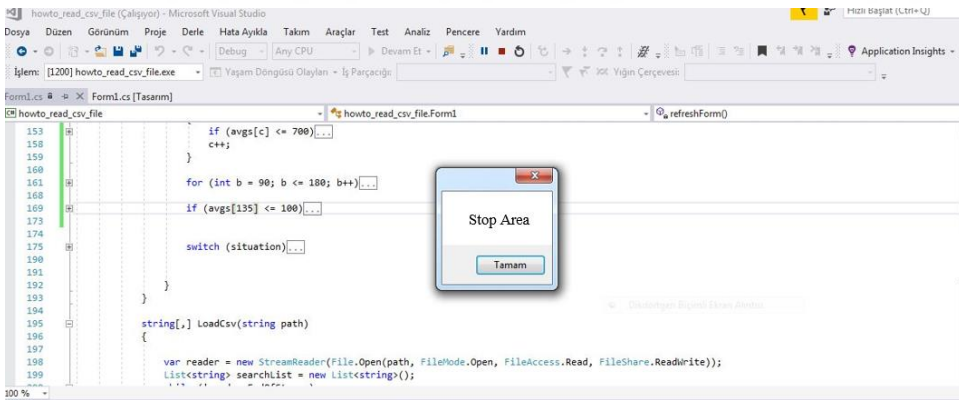 howto_read_csv_file (Çalışıyor) - Microsoft Visual Studio
Hızlı Başlat (Ctrl+Q)
Dosya Düzen Görünüm Proje Derle Hata Ayıkla Takım Araçlar Test Analiz Pencere Yardım
Debug Any CPU Devam Et Application Insights
İşlem: [1200] howto_read_csv_file.exe Yaşam Döngüsü Olayları İş Parçacığı: Yığın Çerçevesi:
Form1.cs Form1.cs [Tasarım]
howto_read_csv_file howto_read_csv_file.Form1 refreshForm()
153 if (avgs[c] <= 700)...
158 c++;
159 }
160
161 for (int b = 90; b <= 180; b++)...
168
169 if (avgs[135] <= 100)...
173
174
175 switch (situation)...
190
191
192 }
193 }
194
195 string[,] LoadCsv(string path)
196 {
197
198 var reader = new StreamReader(File.Open(path, FileMode.Open, FileAccess.Read, FileShare.ReadWrite));
199 List<string> searchList = new List<string>();
100 %
Stop Area
Tamam